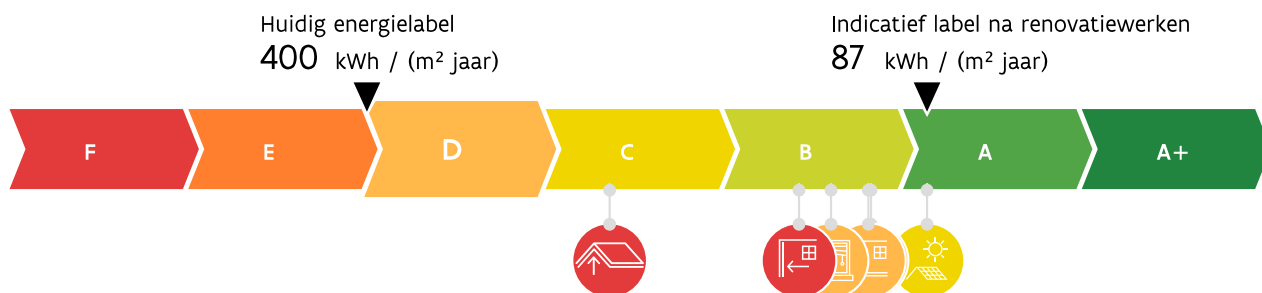 Huidig energielabel
400 kWh / (m² jaar)
Indicatief label na renovatiewerken
87 kWh / (m² jaar)
F E D C B A A+